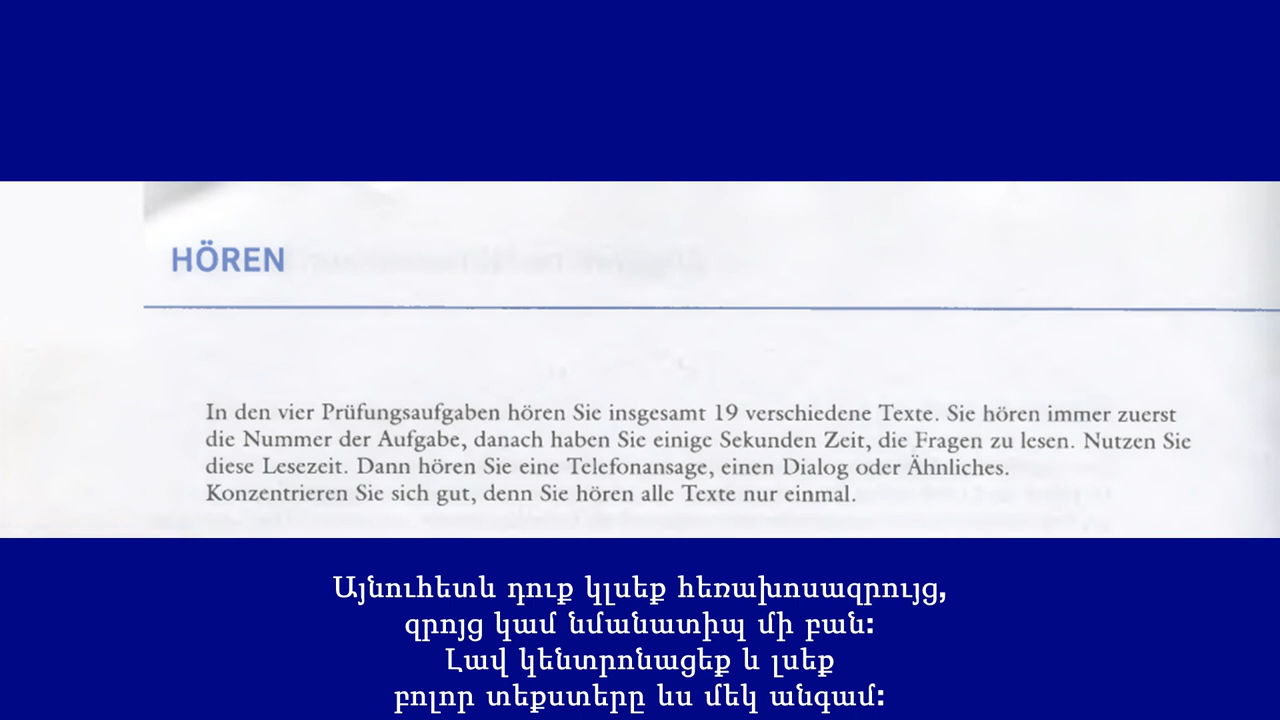 HÖREN
In den vier Prüfungsaufgaben hören Sie insgesamt 19 verschiedene Texte. Sie hören immer zuerst
die Nummer der Aufgabe, danach haben Sie einige Sekunden Zeit, die Fragen zu lesen. Nutzen Sie
diese Lesezeit. Dann hören Sie eine Telefonansage, einen Dialog oder Ähnliches.
Konzentrieren Sie sich gut, denn Sie hören alle Texte nur einmal.
Այնուհետև դուք կլսեք հեռախոսազրույց,
զրոյց կամ նմանատիպ մի բան:
Լավ կենտրոնացեք և լսեք
բոլոր տեքստերը ևս մեկ անգամ: